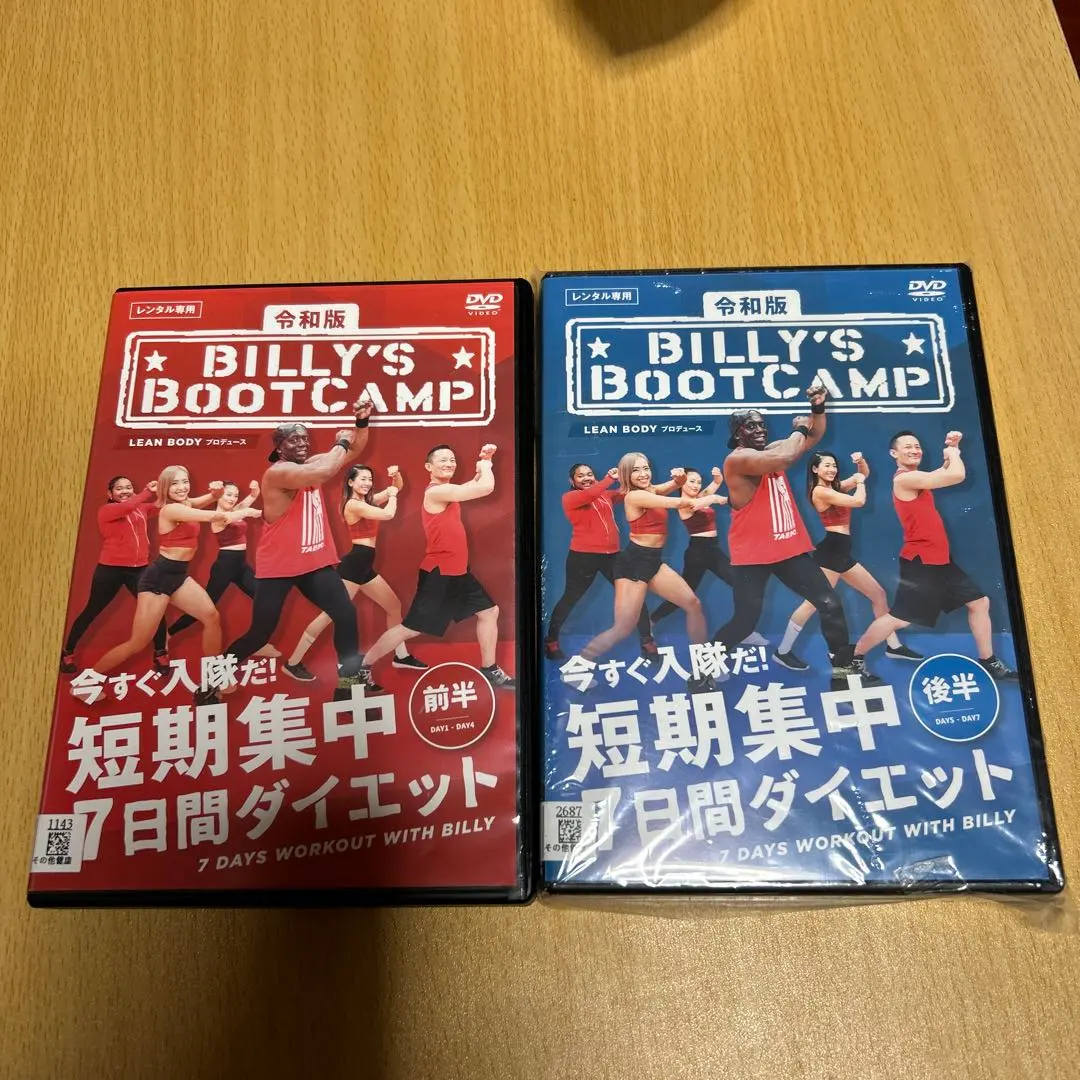 レンタル専用
DVD
VIDEO
令和版
BILLY'S
BOOTCAMP
LEAN BODY プロデュース
TAEBO
今すぐ入隊だ!
前半
DAY1 - DAY4
短期集中
7日間ダイエット
7 DAYS WORKOUT WITH BILLY
1143
その他健康
レンタル専用
DVD
VIDEO
令和版
BILLY'S
BOOTCAMP
LEAN BODY プロデュース
TAEBO
今すぐ入隊だ!
後半
DAY5 - DAY7
短期集中
7日間ダイエット
7 DAYS WORKOUT WITH BILLY
2687
その他健